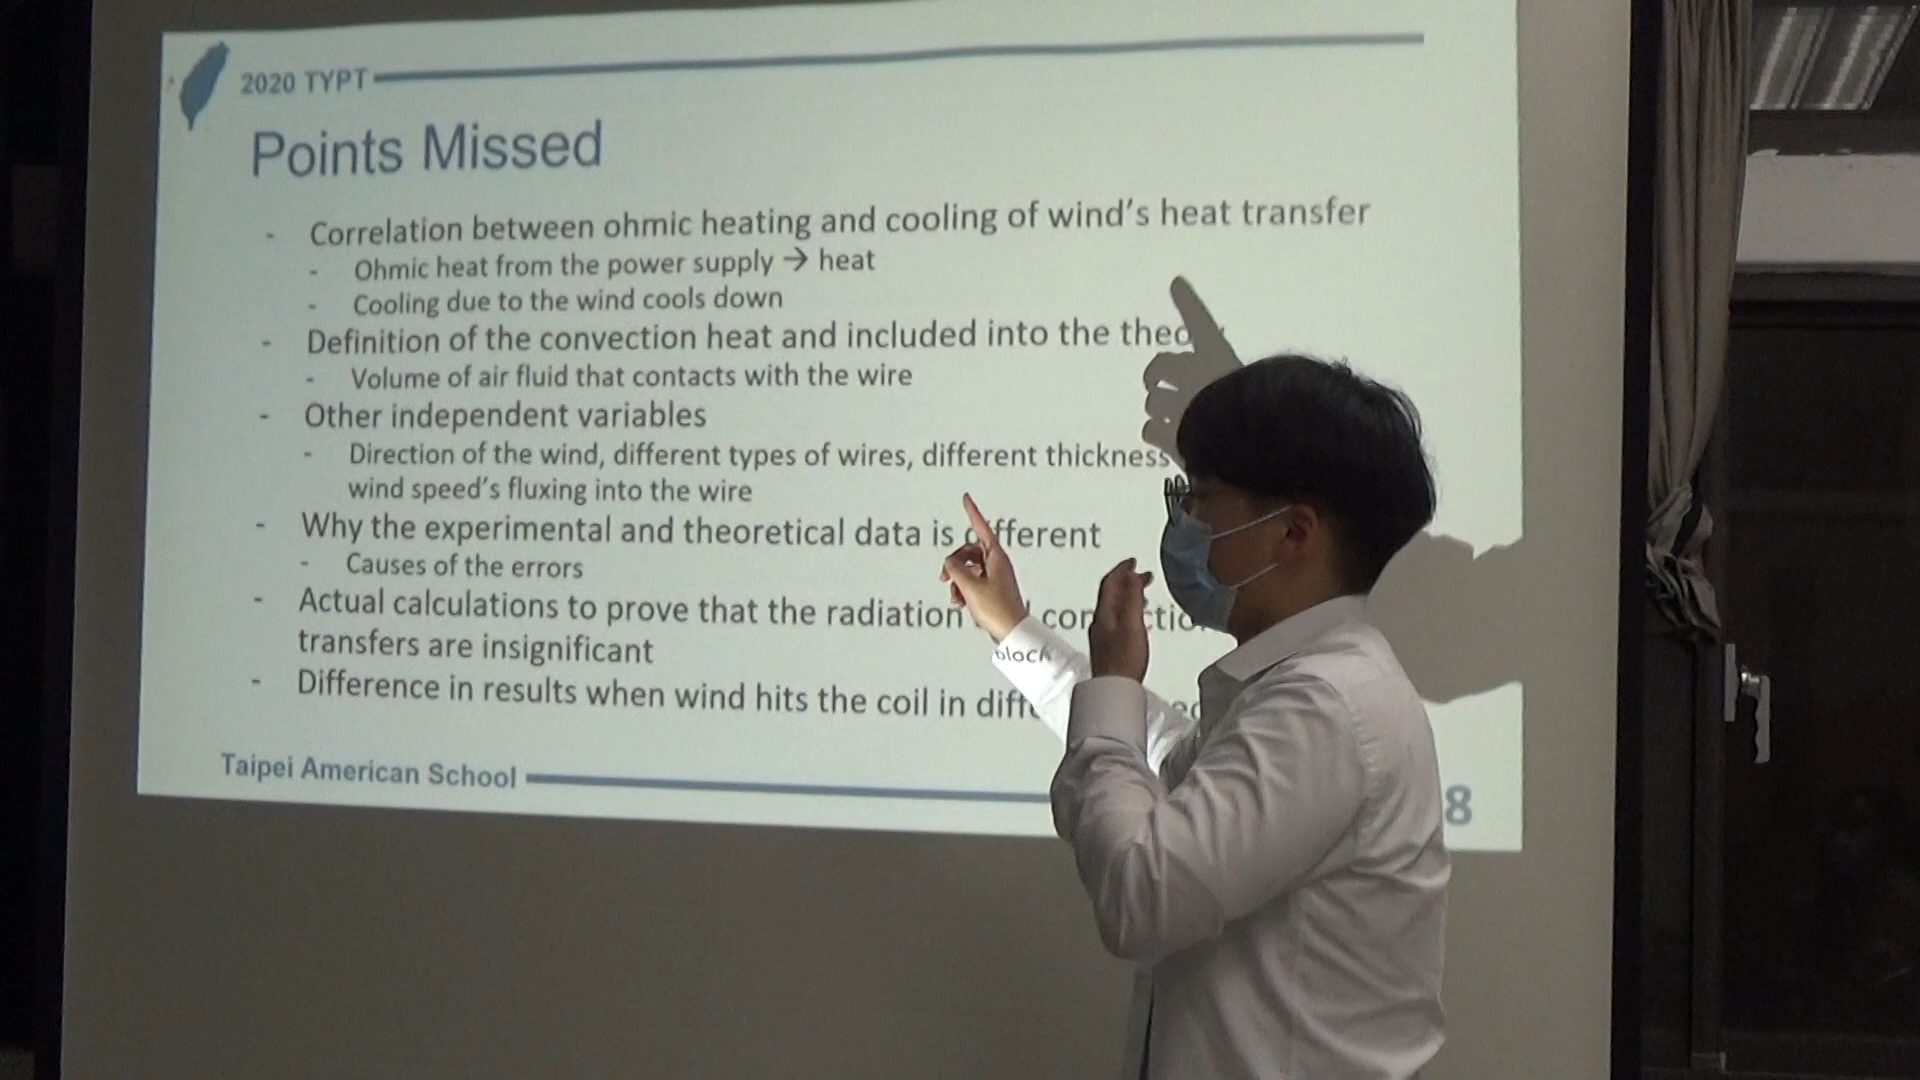 2020 TYPT
Points Missed
- Correlation between ohmic heating and cooling of wind's heat transfer
- Ohmic heat from the power supply → heat
- Cooling due to the wind cools down
- Definition of the convection heat and included into the
- Volume of air fluid that contacts with the wire
- Other independent variables
- Direction of the wind, different types of wires, different thickness
wind speed's fluxing into the wire
- Why the experimental and theoretical data is different
- Causes of the errors
- Actual calculations to prove that the radiation
transfers are insignificant
block
- Difference in results when wind hits the coil in
Taipei American School
8